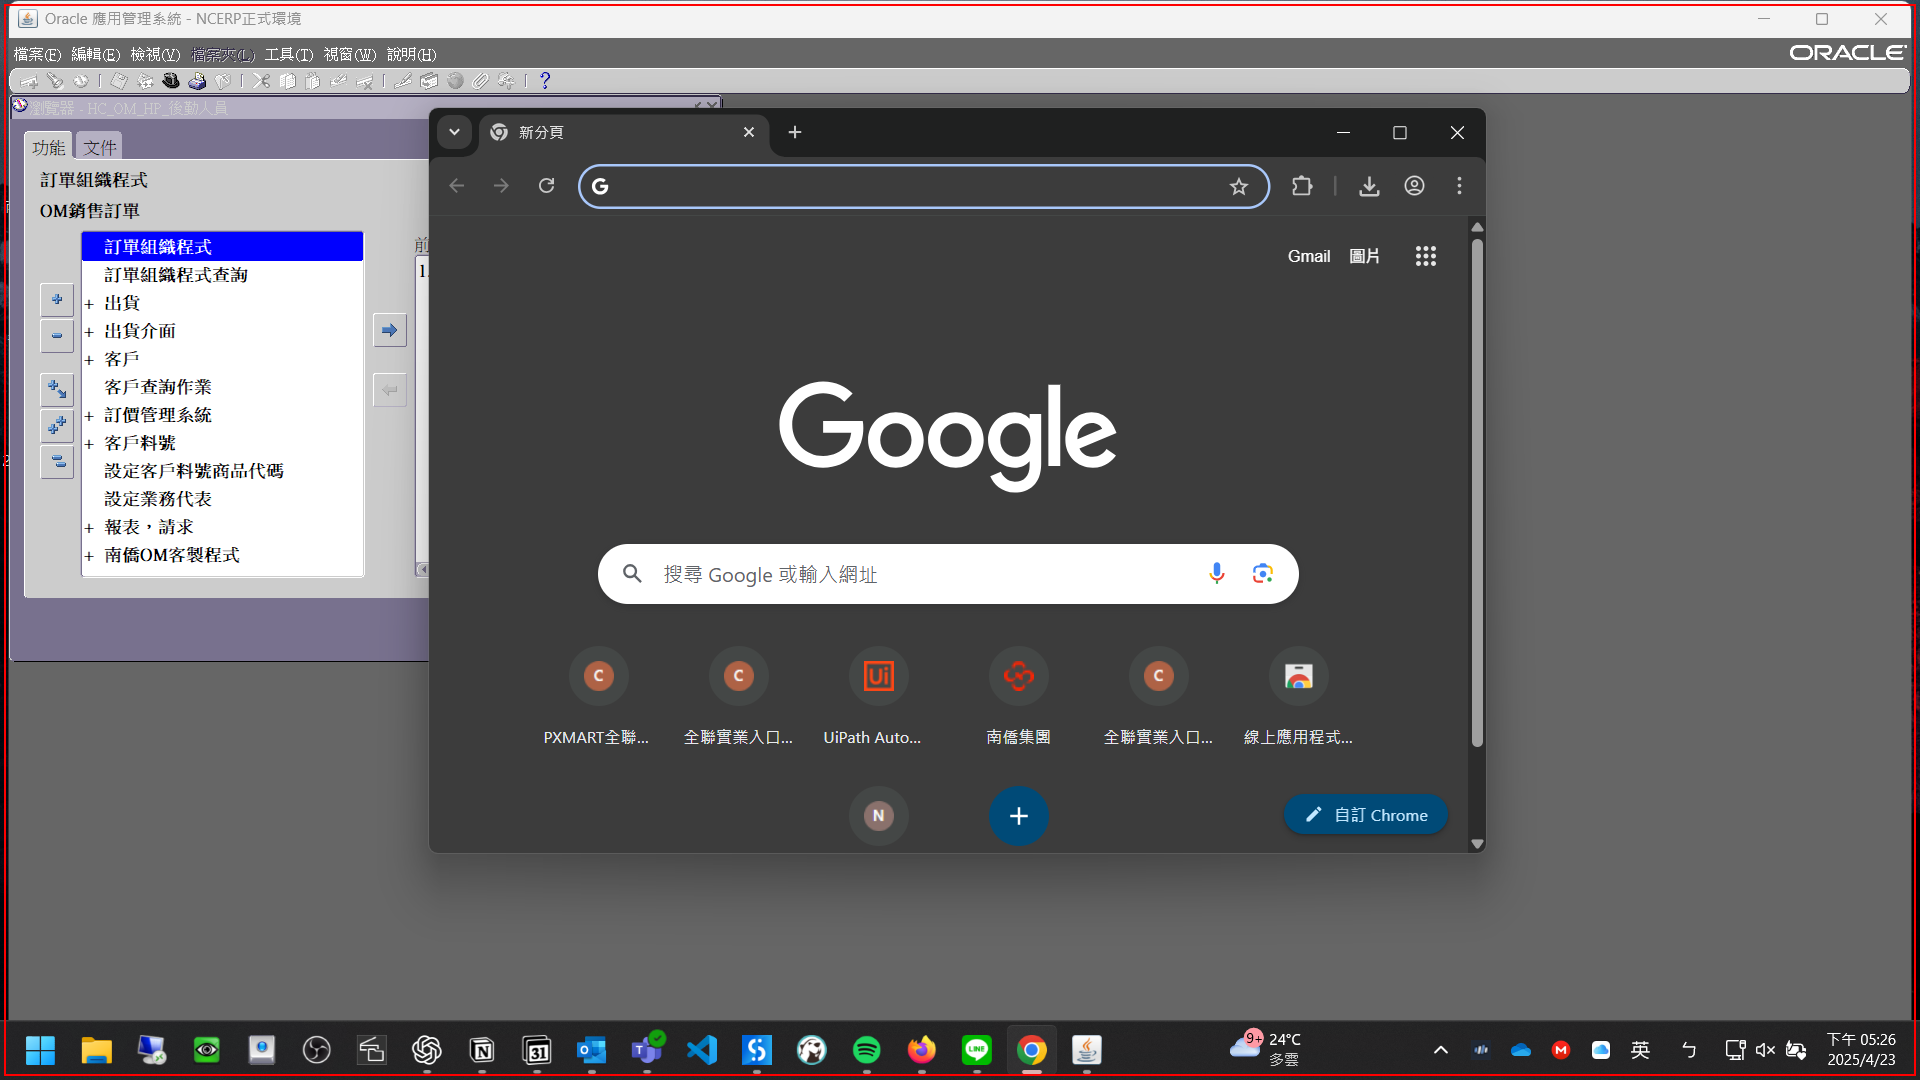 Oracle 應用管理系統 - NCERP正式環境
檔案(F) 編輯(E) 檢視(V) 檔案夾(L) 工具(T) 視窗(W) 說明(H)
ORACLE
瀏覽器 - HC_OM_HP_後勤人員
功能
文件
訂單組織程式
OM銷售訂單
訂單組織程式
訂單組織程式查詢
+ 出貨
+ 出貨介面
+ 客戶
客戶查詢作業
+ 訂價管理系統
+ 客戶料號
設定客戶料號商品代碼
設定業務代表
+ 報表，請求
+ 南僑OM客製程式
前
1.
新分頁
Gmail
圖片
Google
搜尋 Google 或輸入網址
C
C
Ui
C
PXMART全聯...
全聯實業入口...
UiPath Auto...
南僑集團
全聯實業入口...
線上應用程式...
N
自訂 Chrome
31
LINE
9+
24°C
多雲
英
ㄅ
下午 05:26
2025/4/23